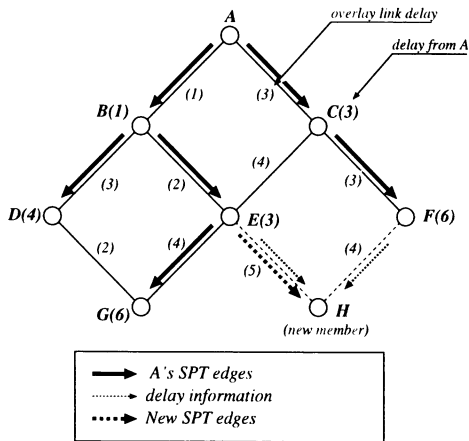 A
overlay link delay
delay from A
(1)
(3)
B(1)
C(3)
(4)
(3)
(2)
(3)
D(4)
E(3)
F(6)
(2)
(4)
(4)
(5)
G(6)
H
(new member)
A's SPT edges
delay information
New SPT edges